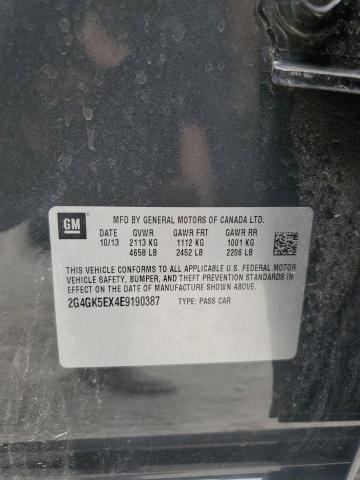 GM
MFD BY GENERAL MOTORS OF CANADA LTD.
DATE GVWR GAWR FRT GAWR RR
10/13 2113 KG 1112 KG 1001 KG
4658 LB 2452 LB 2206 LB
THIS VEHICLE CONFORMS TO ALL APPLICABLE U.S. FEDERAL MOTOR
VEHICLE SAFETY, BUMPER, AND THEFT PREVENTION STANDARDS IN
EFFECT ON THE DATE OF MANUFACTURE SHOWN ABOVE.
2G4GK5EX4E9190387 TYPE: PASS CAR